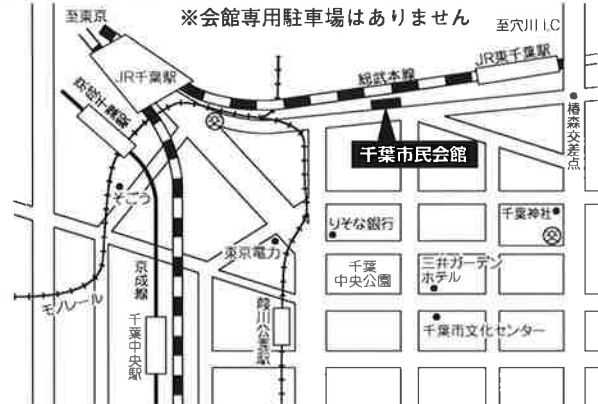 ※会館専用駐車場はありません
至東京
至穴川 I.C
JR千葉駅
JR東千葉駅
総武本線
京成千葉駅
椿森交差点
千葉市民会館
そごう
りそな銀行
千葉神社
東京電力
千葉
中央公園
三井ガーデン
ホテル
モノレール
京成線
葭川公園駅
千葉中央駅
千葉市文化センター